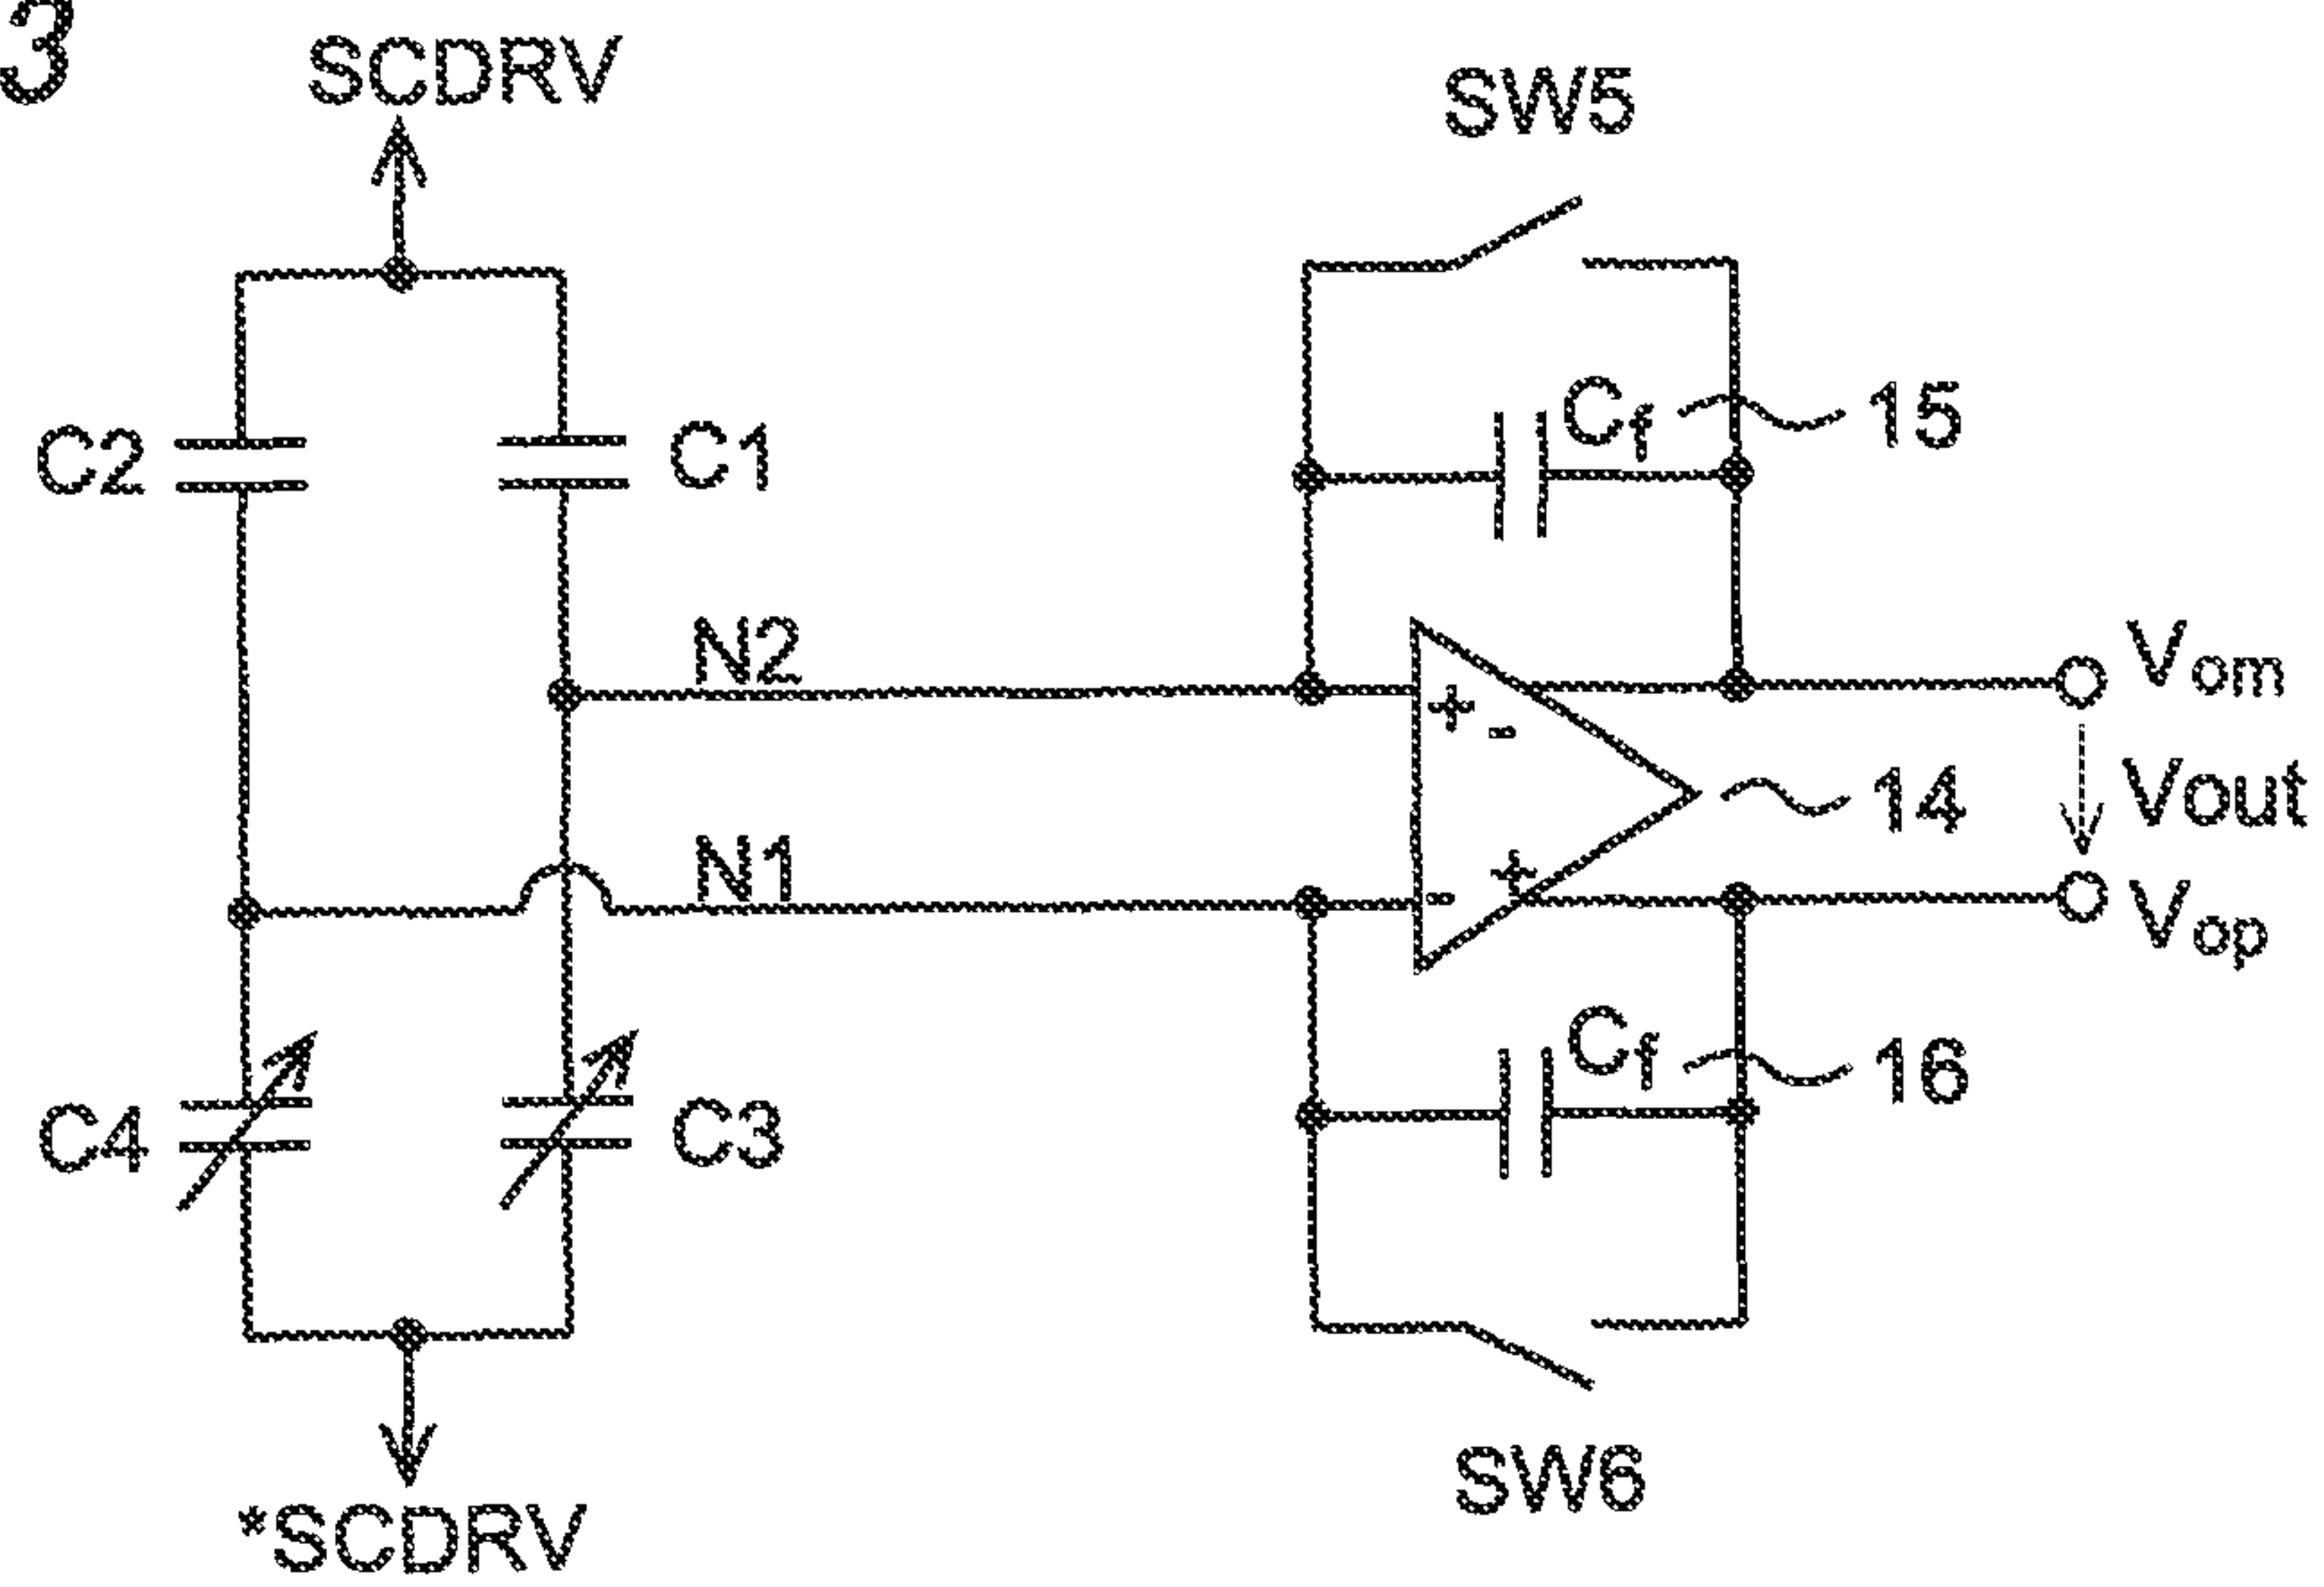 3
SCDRV
SW5
Cf
15
C2
C1
N2
+
-
Vom
14
Vout
N1
-
+
Vop
Cf
16
C4
C3
SW6
*SCDRV